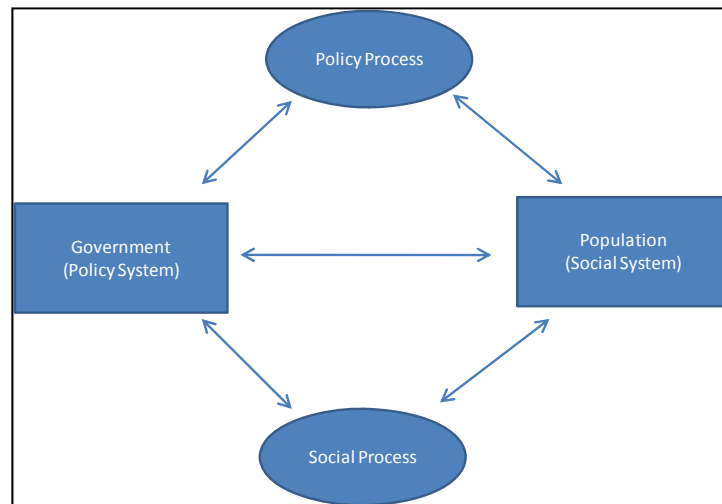 Policy Process
Government
(Policy System)
Population
(Social System)
Social Process